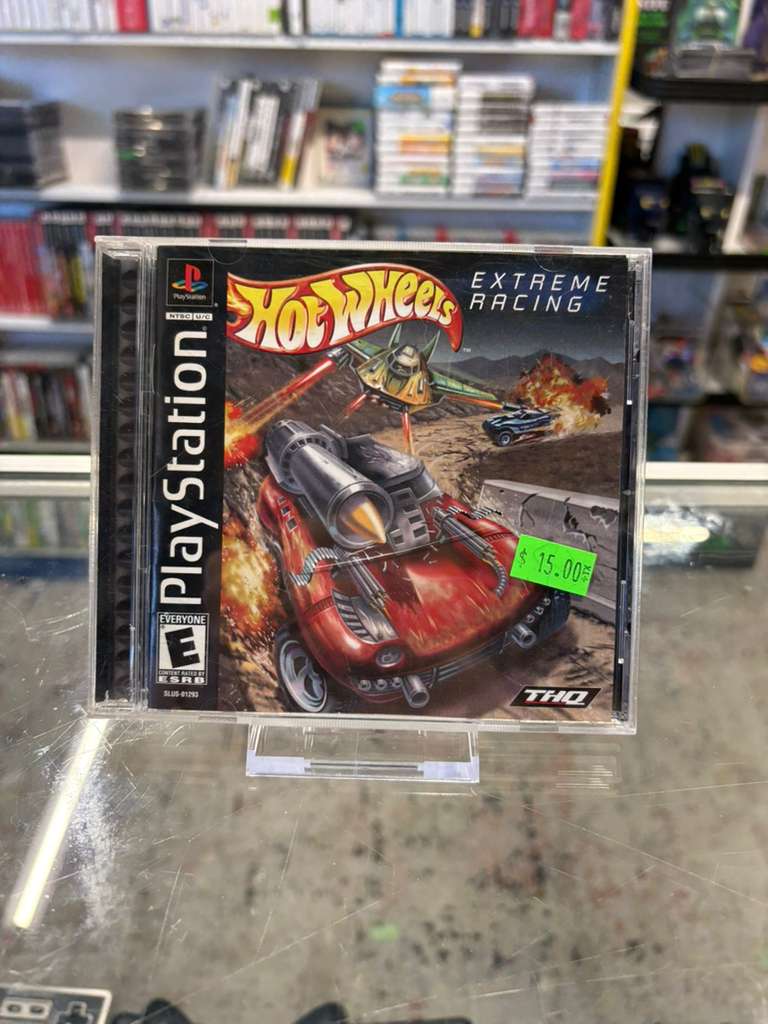 PlayStation
NTSC U/C
PlayStation
HOT WHEELS
EXTREME
RACING
$ 15.00
EVERYONE
E
CONTENT RATED BY
ESRB
SLUS-01293
THQ